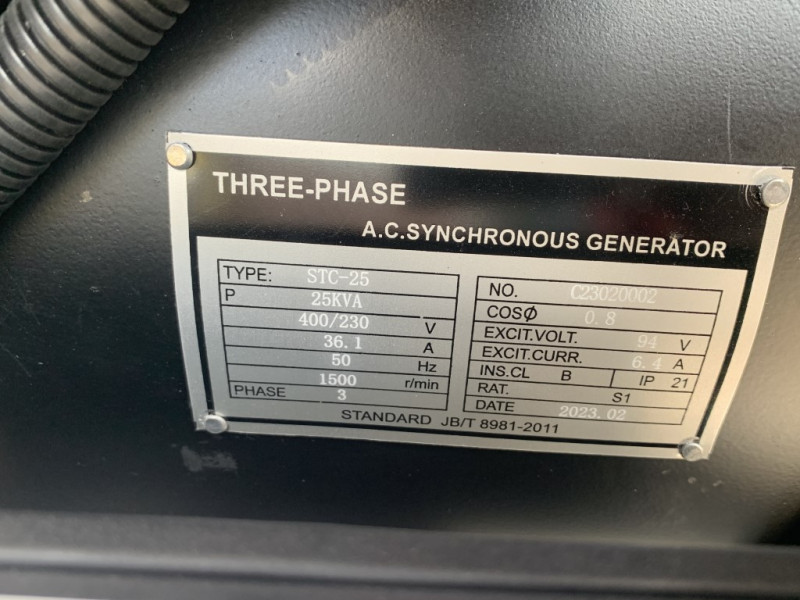 THREE-PHASE
A.C.SYNCHRONOUS GENERATOR
TYPE: STC-25
P 25KVA
400/230 V
36.1 A
50 Hz
1500 r/min
PHASE 3
NO. C23020002
COSØ 0.8
EXCIT.VOLT. 94 V
EXCIT.CURR. 6.4 A
INS.CL B IP 21
RAT. S1
DATE 2023.02
STANDARD JB/T 8981-2011